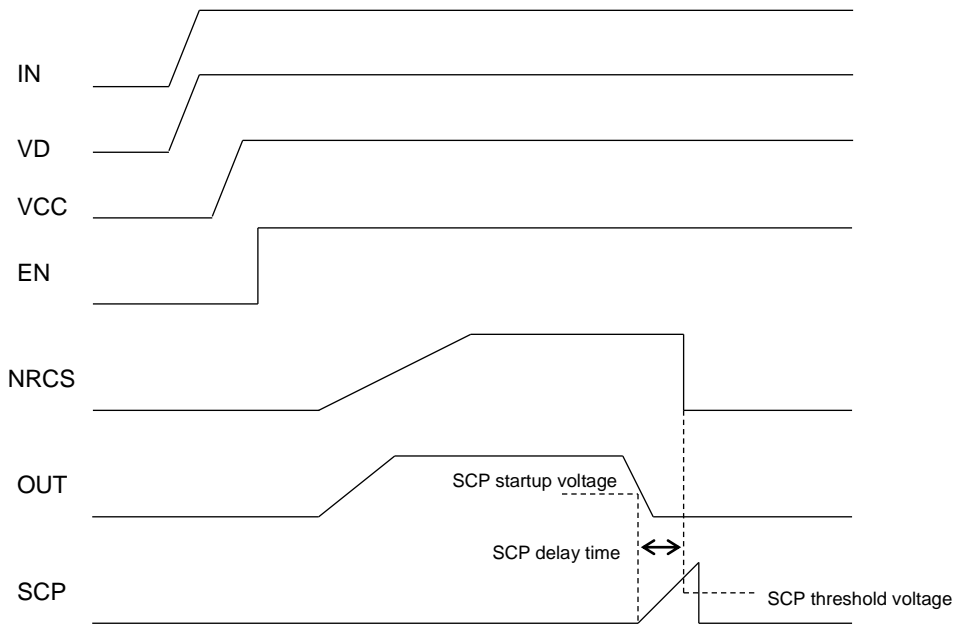 IN
VD
VCC
EN
NRCS
OUT
SCP startup voltage
SCP delay time
SCP
SCP threshold voltage